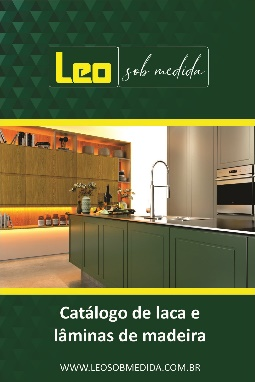 Leo sob medida
Catálogo de laca e
lâminas de madeira
WWW.LEOSOBMEDIDA.COM.BR